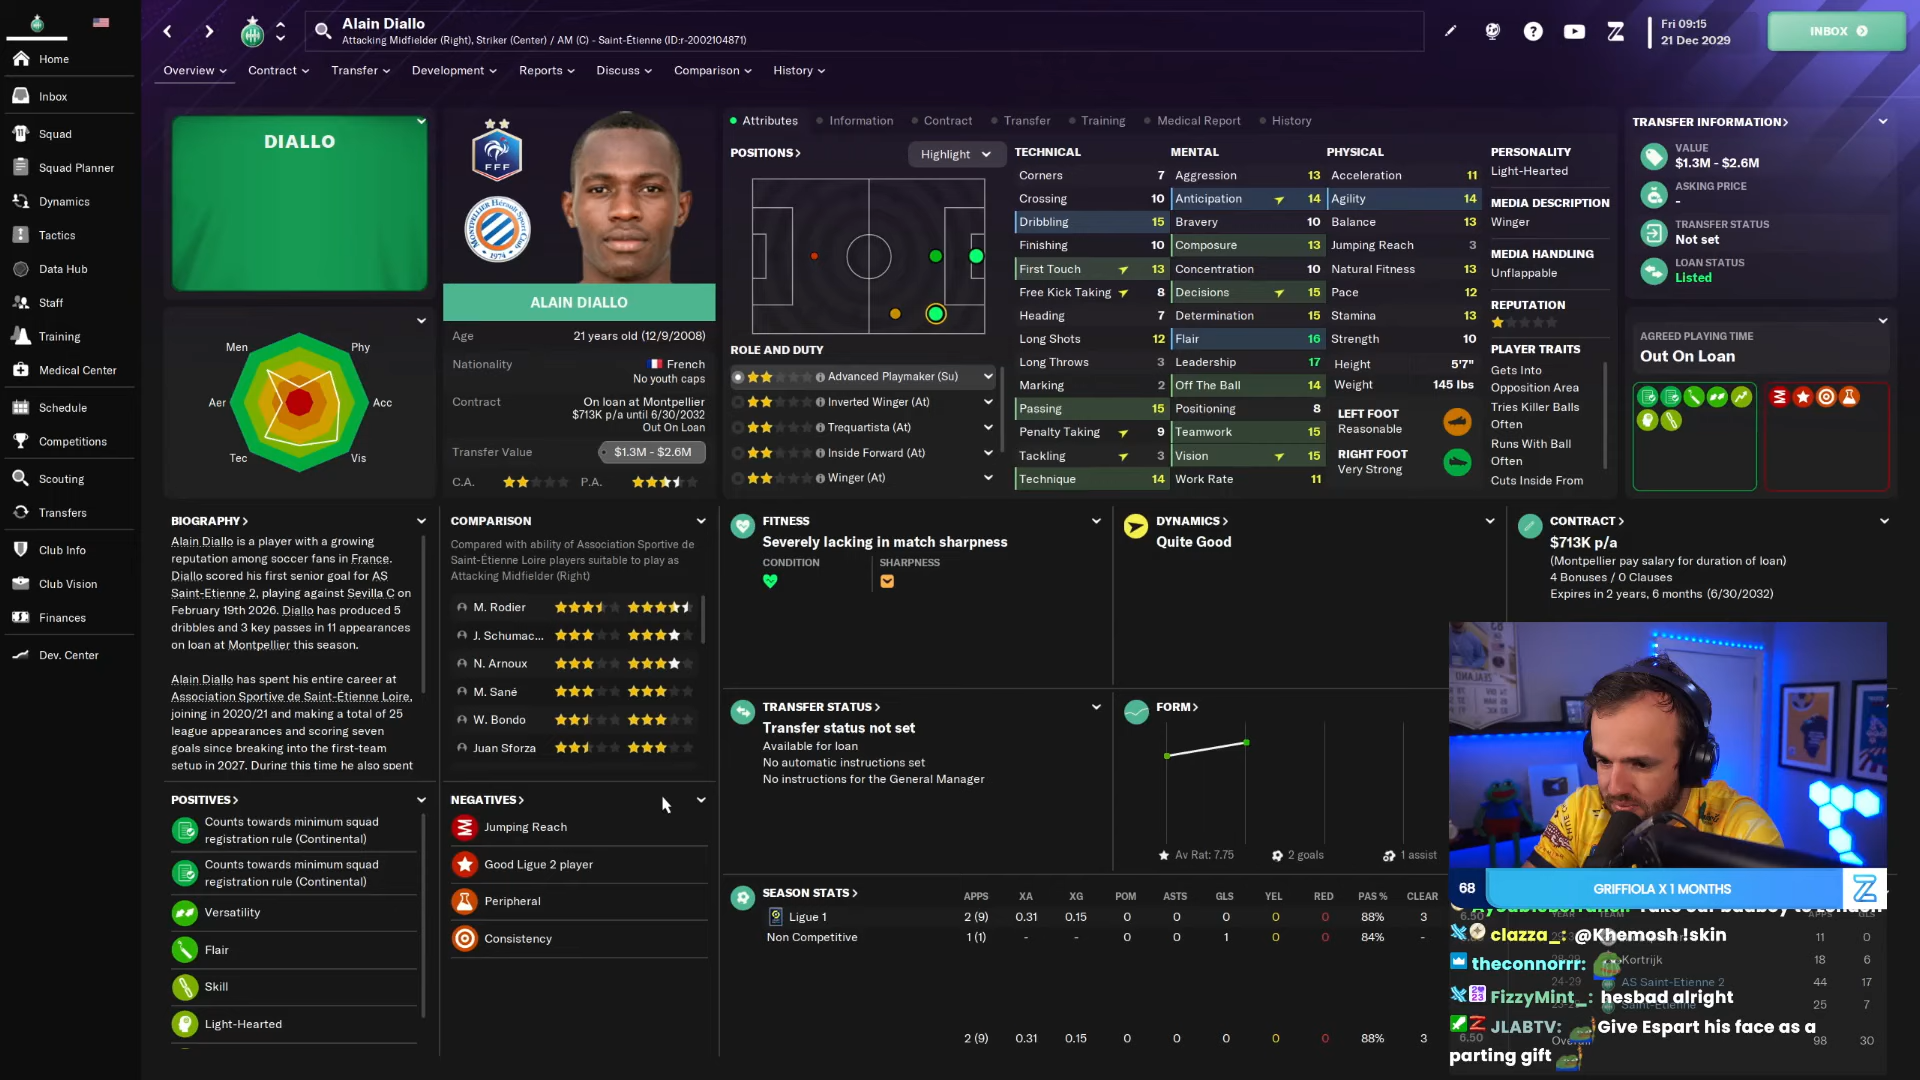 Alain Diallo
Attacking Midfielder (Right), Striker (Center) / AM (C) - Saint-Étienne (ID:r-2002104871)
Fri 09:15
21 Dec 2029
INBOX
Home
Inbox
Squad
Squad Planner
Dynamics
Tactics
Data Hub
Staff
Training
Medical Center
Schedule
Competitions
Scouting
Transfers
Club Info
Club Vision
Finances
Dev. Center
Overview Contract Transfer Development Reports Discuss Comparison History
DIALLO
Men Phy
Aer Acc
Tec Vis
FFF
MONTPELLIER Hérault Sport Club
1974
ALAIN DIALLO
Age 21 years old (12/9/2008)
Nationality French
No youth caps
Contract On loan at Montpellier
$713K p/a until 6/30/2032
Out On Loan
Transfer Value $1.3M - $2.6M
C.A. P.A.
Attributes Information Contract Transfer Training Medical Report History
POSITIONS>
Highlight
ROLE AND DUTY
Advanced Playmaker (Su)
Inverted Winger (At)
Trequartista (At)
Inside Forward (At)
Winger (At)
TECHNICAL
Corners 7
Crossing 10
Dribbling 15
Finishing 10
First Touch 13
Free Kick Taking 8
Heading 7
Long Shots 12
Long Throws 3
Marking 2
Passing 15
Penalty Taking 9
Tackling 3
Technique 14
MENTAL
Aggression 13
Anticipation 14
Bravery 10
Composure 13
Concentration 10
Decisions 15
Determination 15
Flair 16
Leadership 17
Off The Ball 14
Positioning 8
Teamwork 15
Vision 15
Work Rate 11
PHYSICAL
Acceleration 11
Agility 14
Balance 13
Jumping Reach 3
Natural Fitness 13
Pace 12
Stamina 13
Strength 10
Height 5'7"
Weight 145 lbs
LEFT FOOT
Reasonable
RIGHT FOOT
Very Strong
PERSONALITY
Light-Hearted
MEDIA DESCRIPTION
Winger
MEDIA HANDLING
Unflappable
REPUTATION
PLAYER TRAITS
Gets Into
Opposition Area
Tries Killer Balls
Often
Runs With Ball
Often
Cuts Inside From
TRANSFER INFORMATION>
VALUE
$1.3M - $2.6M
ASKING PRICE
-
TRANSFER STATUS
Not set
LOAN STATUS
Listed
AGREED PLAYING TIME
Out On Loan
BIOGRAPHY>
Alain Diallo is a player with a growing
reputation among soccer fans in France.
Diallo scored his first senior goal for AS
Saint-Etienne 2, playing against Sevilla C on
February 19th 2026. Diallo has produced 5
dribbles and 3 key passes in 11 appearances
on loan at Montpellier this season.
Alain Diallo has spent his entire career at
Association Sportive de Saint-Étienne Loire,
joining in 2020/21 and making a total of 25
league appearances and scoring seven
goals since breaking into the first-team
setup in 2027. During this time he also spent
COMPARISON
Compared with ability of Association Sportive de
Saint-Étienne Loire players suitable to play as
Attacking Midfielder (Right)
M. Rodier
J. Schumac...
N. Arnoux
M. Sané
W. Bondo
Juan Sforza
POSITIVES>
Counts towards minimum squad
registration rule (Continental)
Counts towards minimum squad
registration rule (Continental)
Versatility
Flair
Skill
Light-Hearted
NEGATIVES>
Jumping Reach
Good Ligue 2 player
Peripheral
Consistency
FITNESS
Severely lacking in match sharpness
CONDITION SHARPNESS
DYNAMICS>
Quite Good
CONTRACT>
$713K p/a
(Montpellier pay salary for duration of loan)
4 Bonuses / 0 Clauses
Expires in 2 years, 6 months (6/30/2032)
TRANSFER STATUS>
Transfer status not set
Available for loan
No automatic instructions set
No instructions for the General Manager
FORM>
Av Rat: 7.75 2 goals 1 assist
SEASON STATS>
APPS XA XG POM ASTS GLS YEL RED PAS % CLEAR
Ligue 1 2 (9) 0.31 0.15 0 0 0 0 0 88% 3 6.50
Non Competitive 1 (1) - - 0 0 1 0 0 84% -
2 (9) 0.31 0.15 0 0 0 0 0 88% 3 6.50
68 GRIFFIOLA X 1 MONTHS
clazza_: @Khemosh !skin
11 0
theconnorrr:
Kortrijk 18 6
AS Saint-Etienne 2 44 17
FizzyMint_: hesbad alright
Saint-Etienne 25 7
JLABTV: Give Espart his face as a
parting gift
98 30